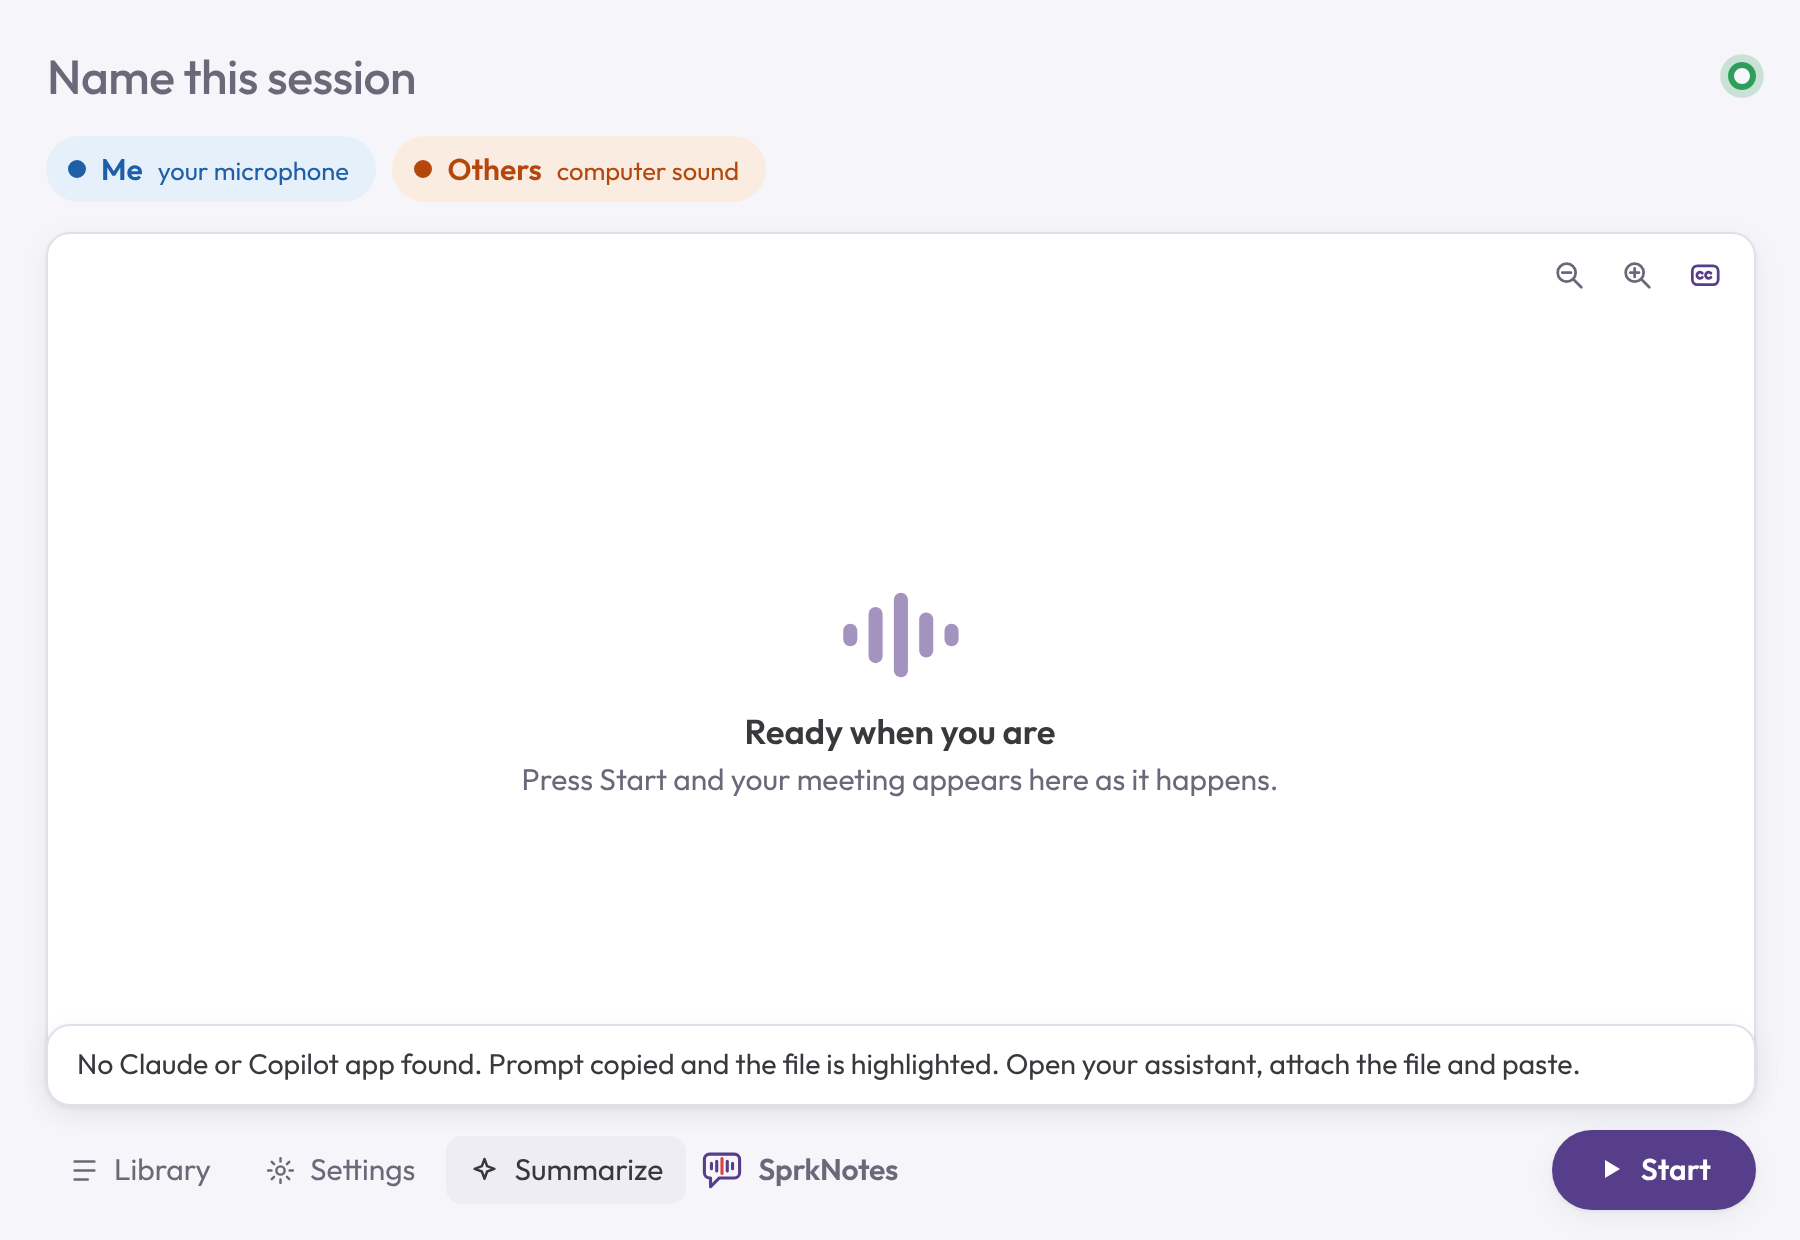 Name this session
Me your microphone
Others computer sound
CC
Ready when you are
Press Start and your meeting appears here as it happens.
No Claude or Copilot app found. Prompt copied and the file is highlighted. Open your assistant, attach the file and paste.
Library
Settings
Summarize
SprkNotes
Start